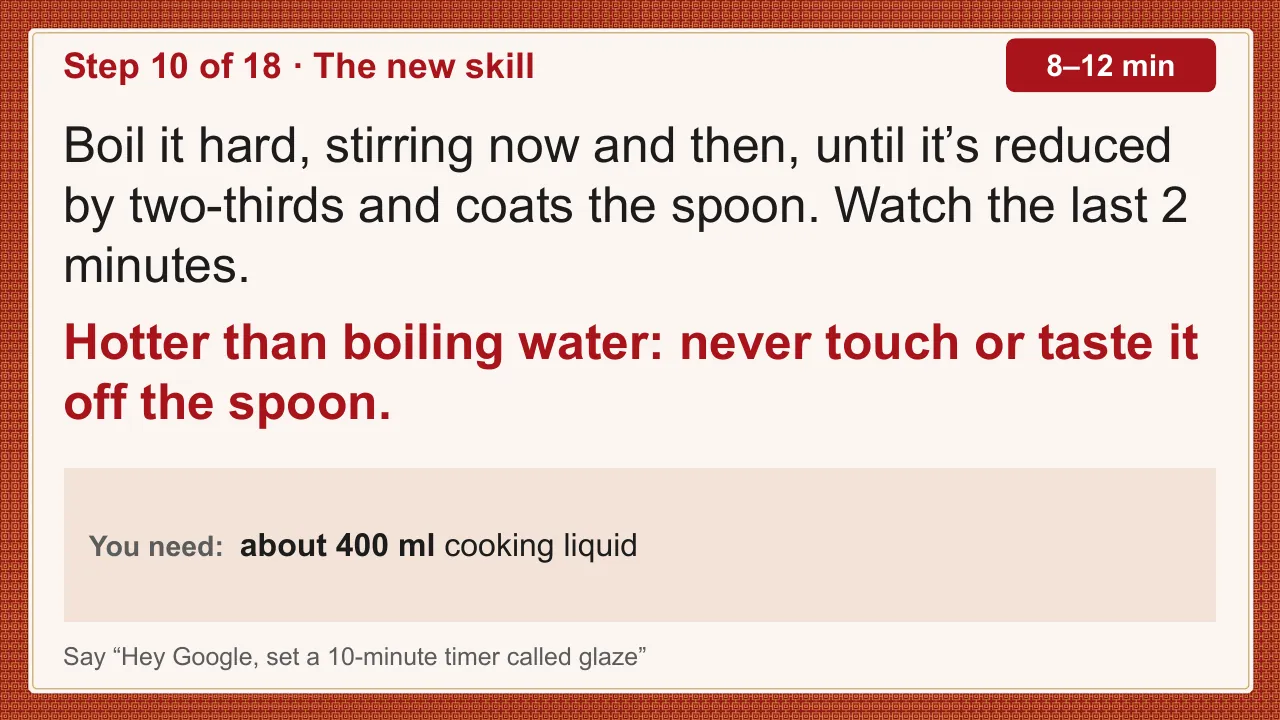 Step 10 of 18 · The new skill
8–12 min
Boil it hard, stirring now and then, until it’s reduced
by two-thirds and coats the spoon. Watch the last 2
minutes.
Hotter than boiling water: never touch or taste it
off the spoon.
You need: about 400 ml cooking liquid
Say “Hey Google, set a 10-minute timer called glaze”